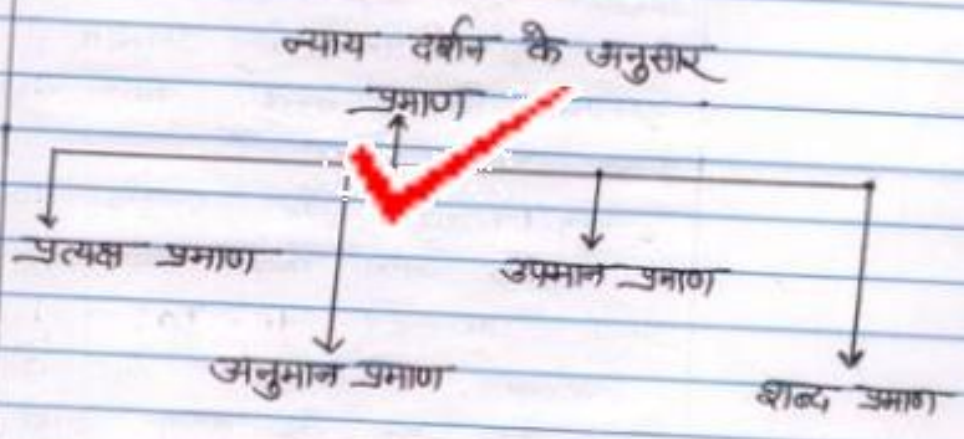 न्याय दर्शन के अनुसार
प्रमाण
प्रत्यक्ष प्रमाण
उपमान प्रमाण
अनुमान प्रमाण
शब्द प्रमाण